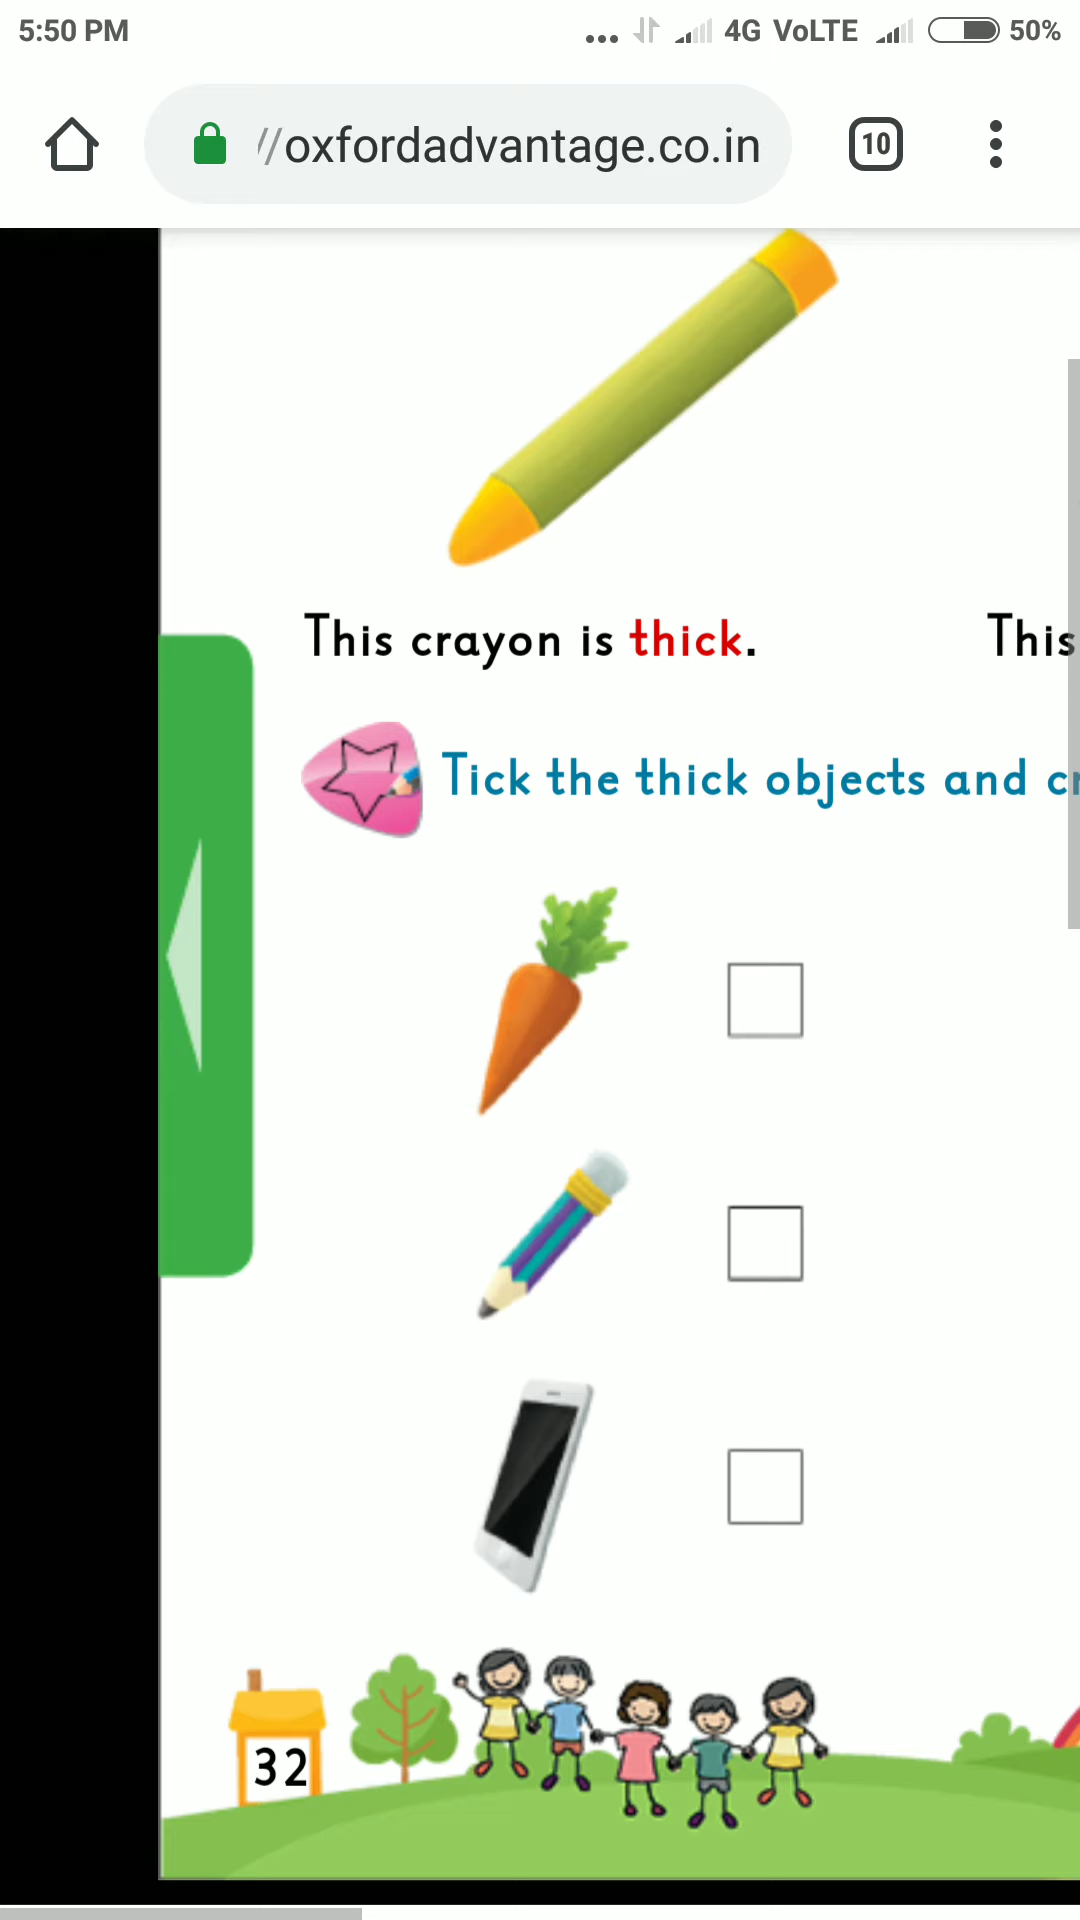 5:50 PM
4G VoLTE 50%
//oxfordadvantage.co.in
10
This crayon is thick.
This
Tick the thick objects and cr
32